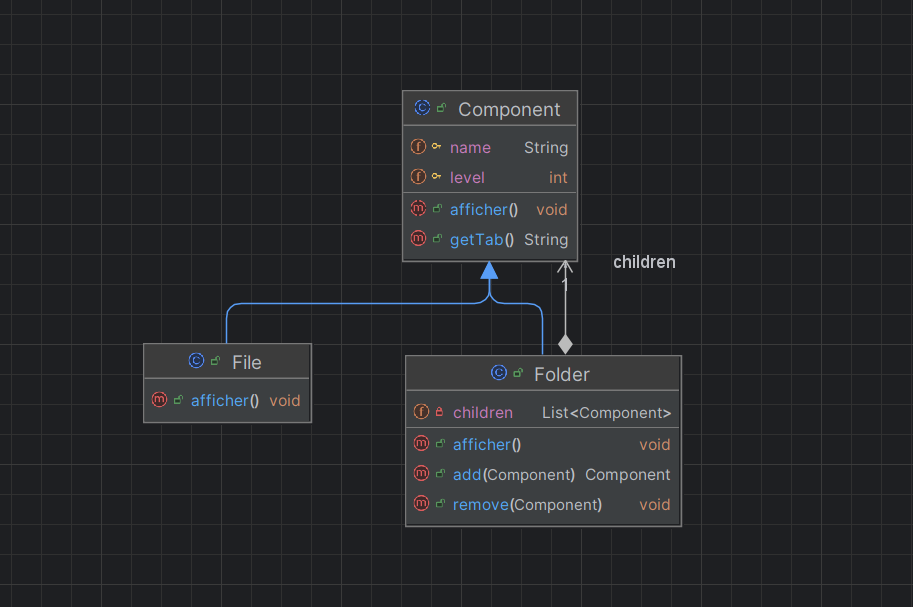 Component
name String
level int
afficher() void
getTab() String
children
1
File
afficher() void
Folder
children List<Component>
afficher() void
add(Component) Component
remove(Component) void